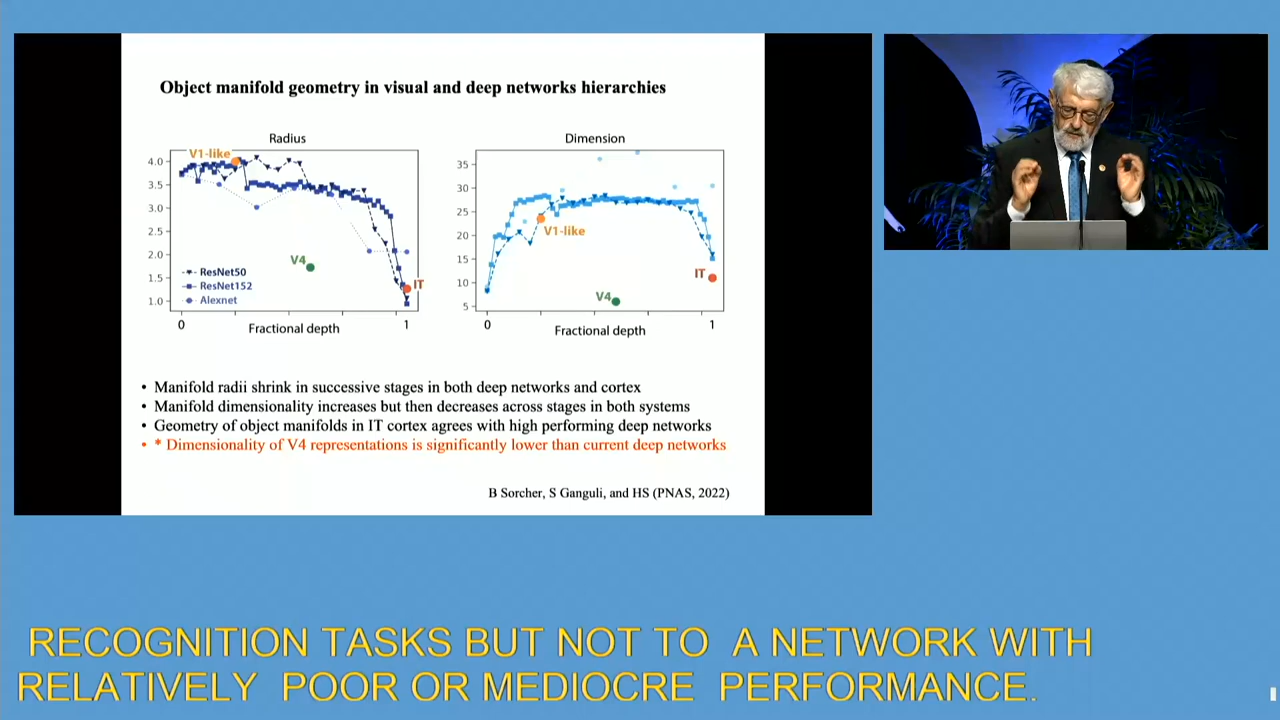 Object manifold geometry in visual and deep networks hierarchies
Radius
4.0
3.5
3.0
2.5
2.0
1.5
1.0
V1-like
V4
IT
ResNet50
ResNet152
Alexnet
0
1
Fractional depth
Dimension
35
30
25
20
15
10
5
V1-like
IT
V4
0
1
Fractional depth
• Manifold radii shrink in successive stages in both deep networks and cortex
• Manifold dimensionality increases but then decreases across stages in both systems
• Geometry of object manifolds in IT cortex agrees with high performing deep networks
• * Dimensionality of V4 representations is significantly lower than current deep networks
B Sorcher, S Ganguli, and HS (PNAS, 2022)
RECOGNITION TASKS BUT NOT TO A NETWORK WITH
RELATIVELY POOR OR MEDIOCRE PERFORMANCE.